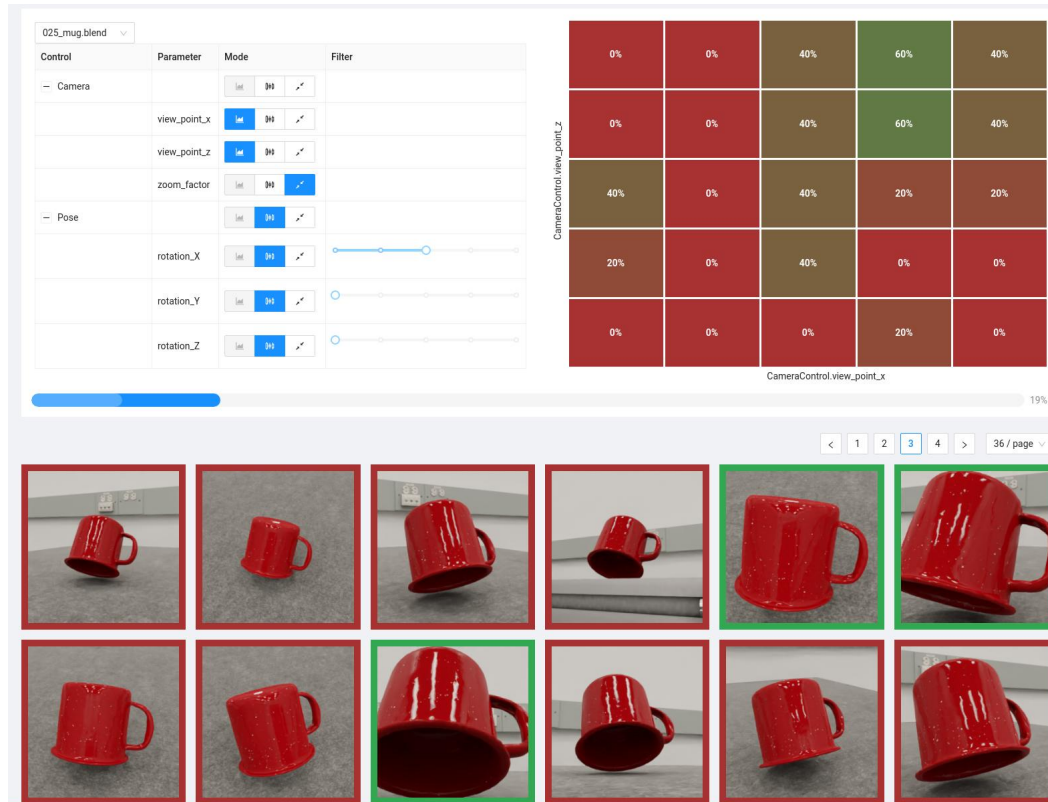 025_mug.blend
Control Parameter Mode Filter
Camera
view_point_x
view_point_z
zoom_factor
Pose
rotation_X
rotation_Y
rotation_Z
CameraControl.view_point_z
0% 0% 40% 60% 40%
0% 0% 40% 60% 40%
40% 0% 40% 20% 20%
20% 0% 40% 0% 0%
0% 0% 0% 20% 0%
CameraControl.view_point_x
19%
< 1 2 3 4 > 36 / page